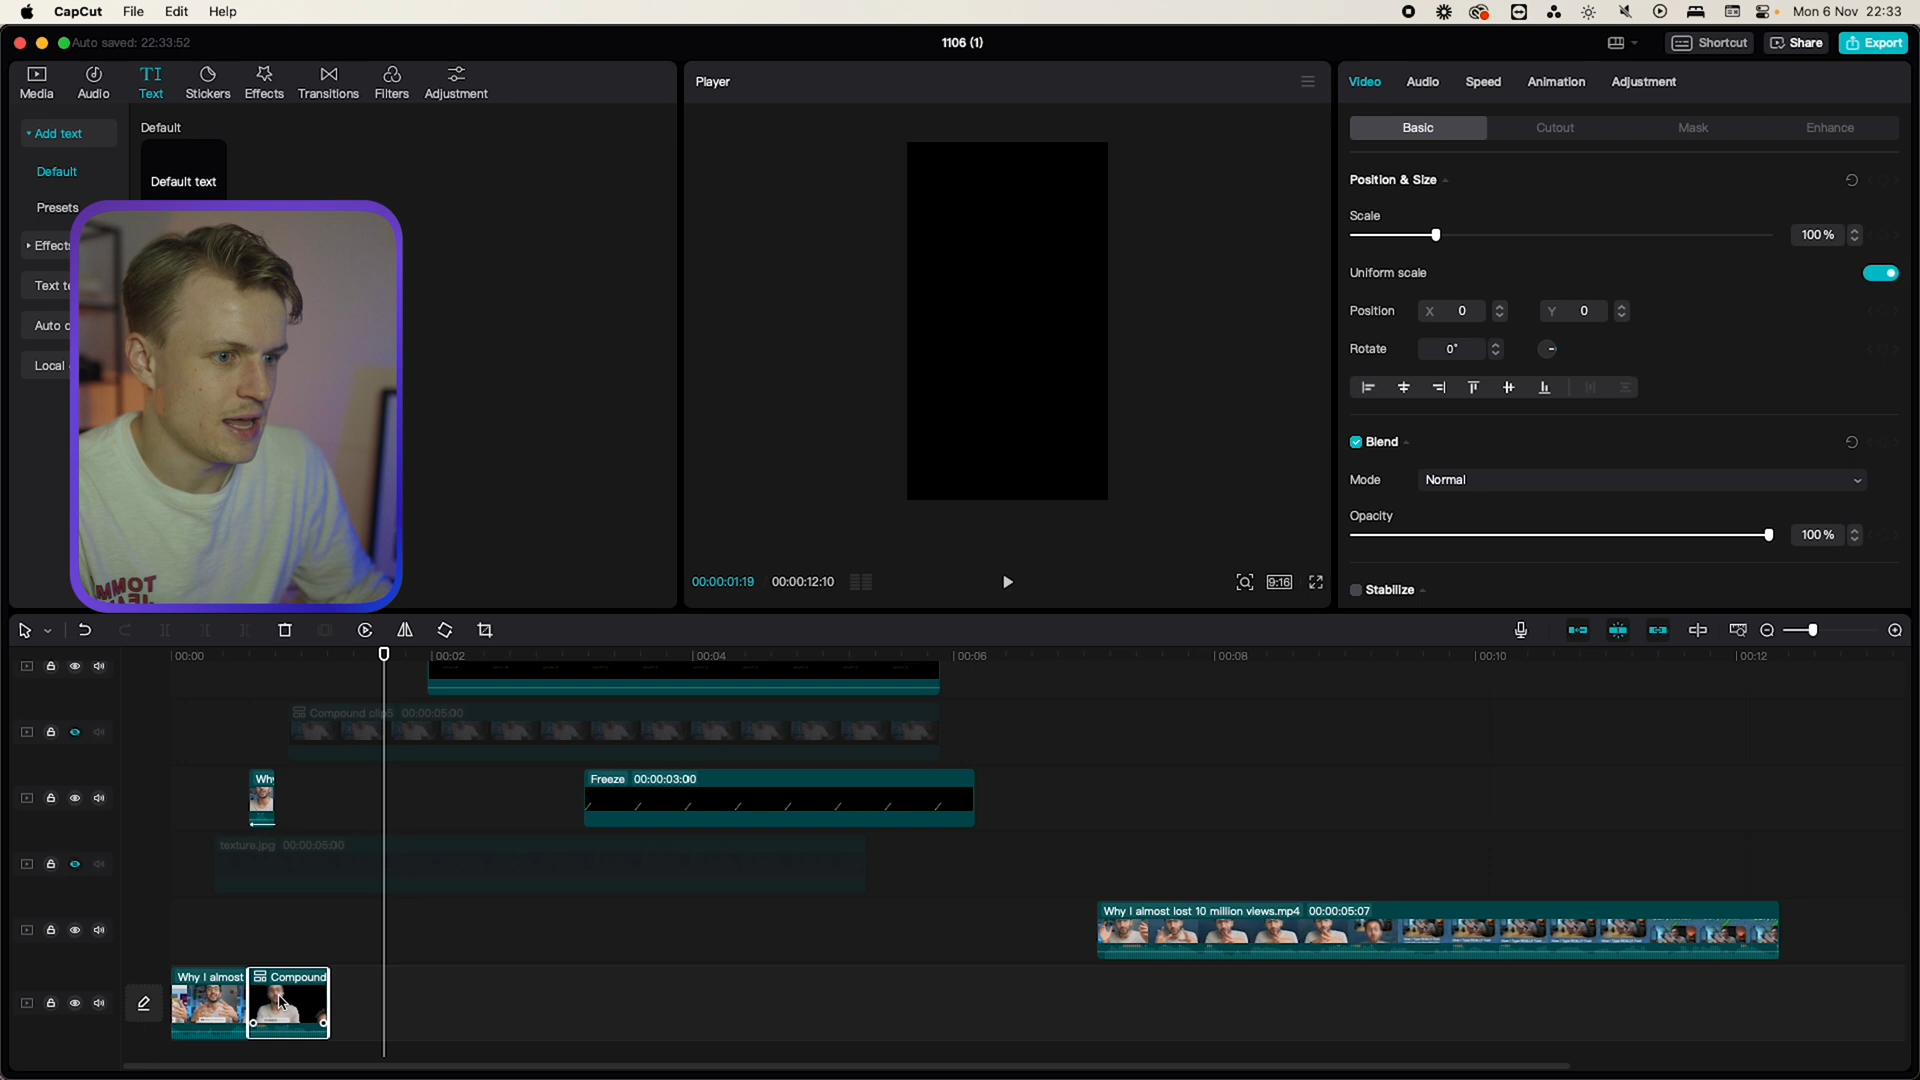 CapCut File Edit Help
Mon 6 Nov 22:33
Auto saved: 22:33:52
1106 (1)
Shortcut
Share
Export
Media
Audio
Text
Stickers
Effects
Transitions
Filters
Adjustment
Add text
Default
Presets
Effects
Text te
Auto c
Local
Default
Default text
Player
00:00:01:19
00:00:12:10
9:16
Video
Audio
Speed
Animation
Adjustment
Basic
Cutout
Mask
Enhance
Position & Size
Scale
100%
Uniform scale
Position
X 0
Y 0
Rotate
0°
Blend
Mode
Normal
Opacity
100%
Stabilize
00:00
00:02
00:04
00:06
00:08
00:10
00:12
Compound clip5 00:00:05:00
Why
Freeze 00:00:03:00
texture.jpg 00:00:05:00
Why I almost lost 10 million views.mp4 00:00:05:07
Why I almost
Compound